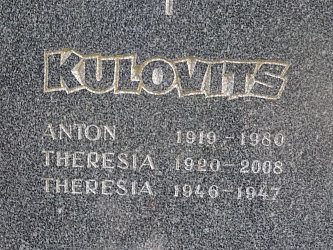 KULOVITS
ANTON 1919-1980
THERESIA 1920-2008
THERESIA 1946-1947